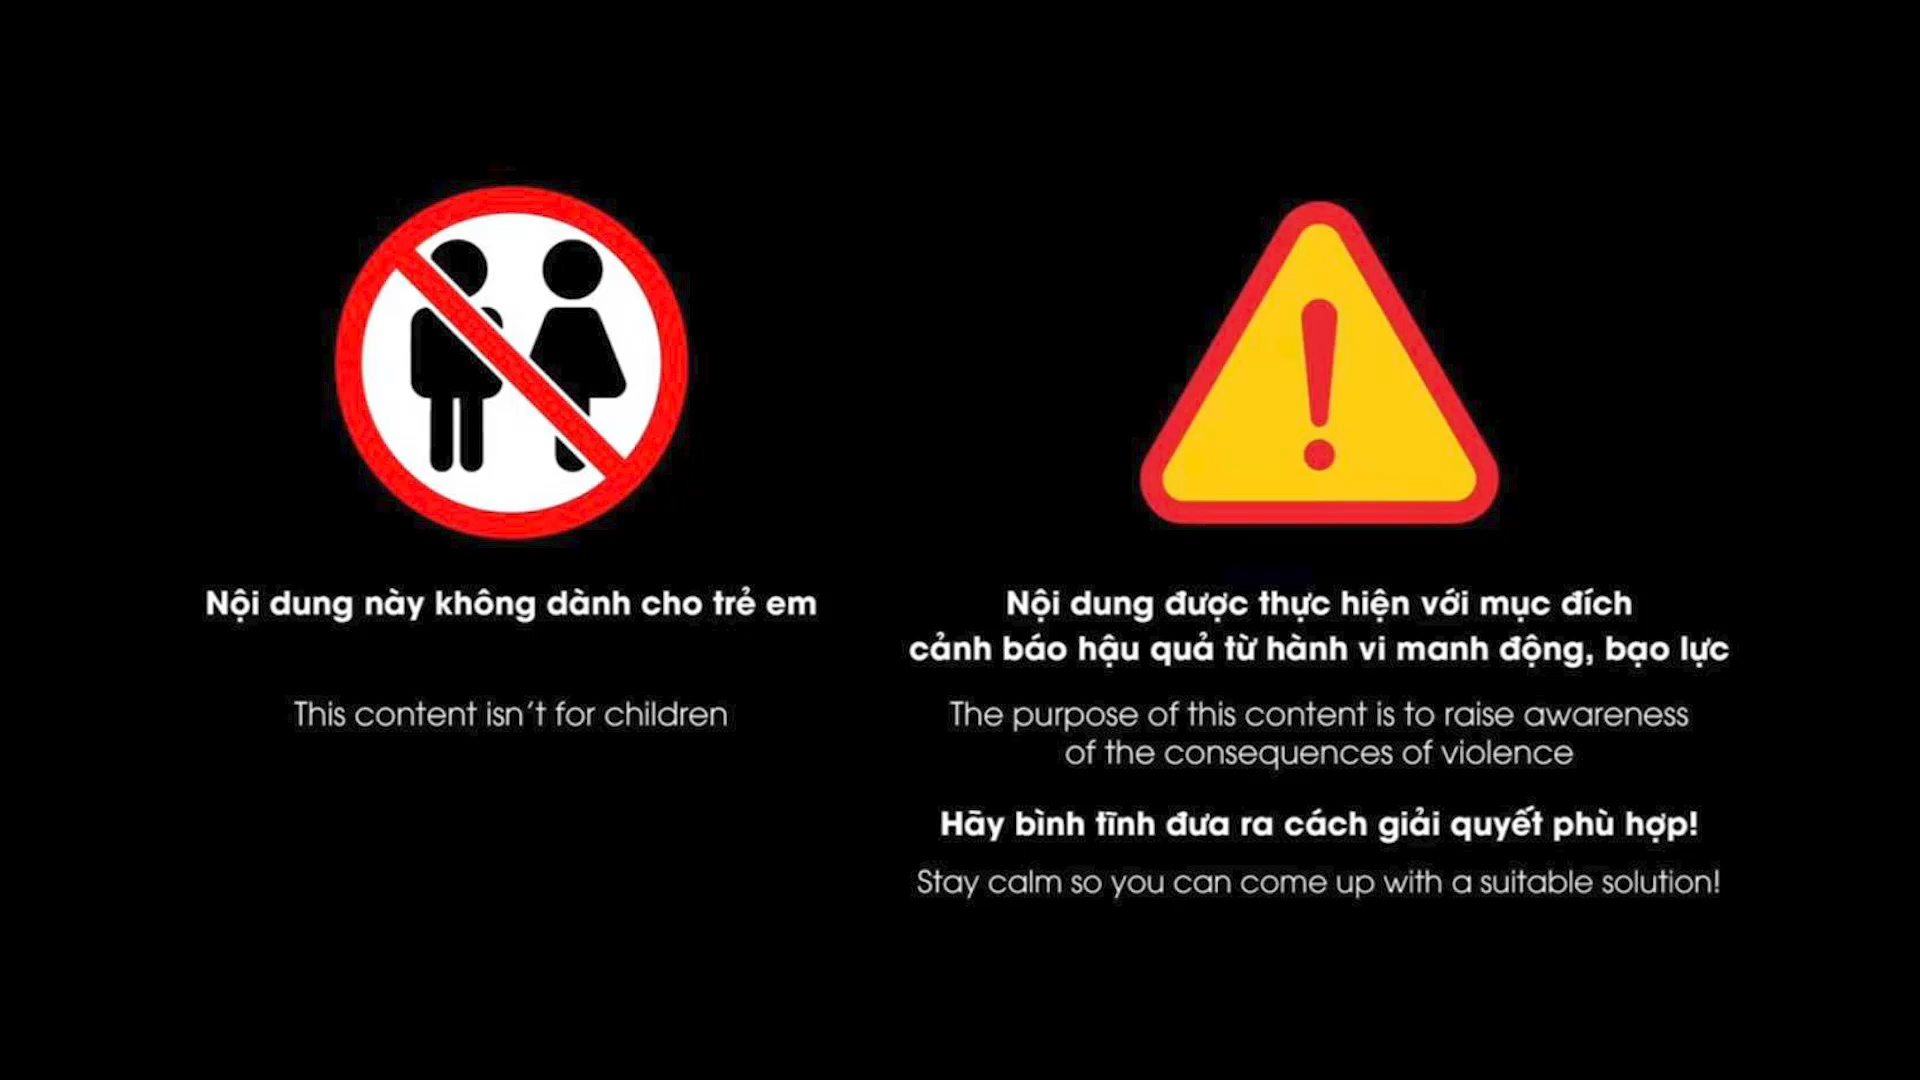 Nội dung này không dành cho trẻ em
This content isn't for children
Nội dung được thực hiện với mục đích
cảnh báo hậu quả từ hành vi manh động, bạo lực
The purpose of this content is to raise awareness
of the consequences of violence
Hãy bình tĩnh đưa ra cách giải quyết phù hợp!
Stay calm so you can come up with a suitable solution!